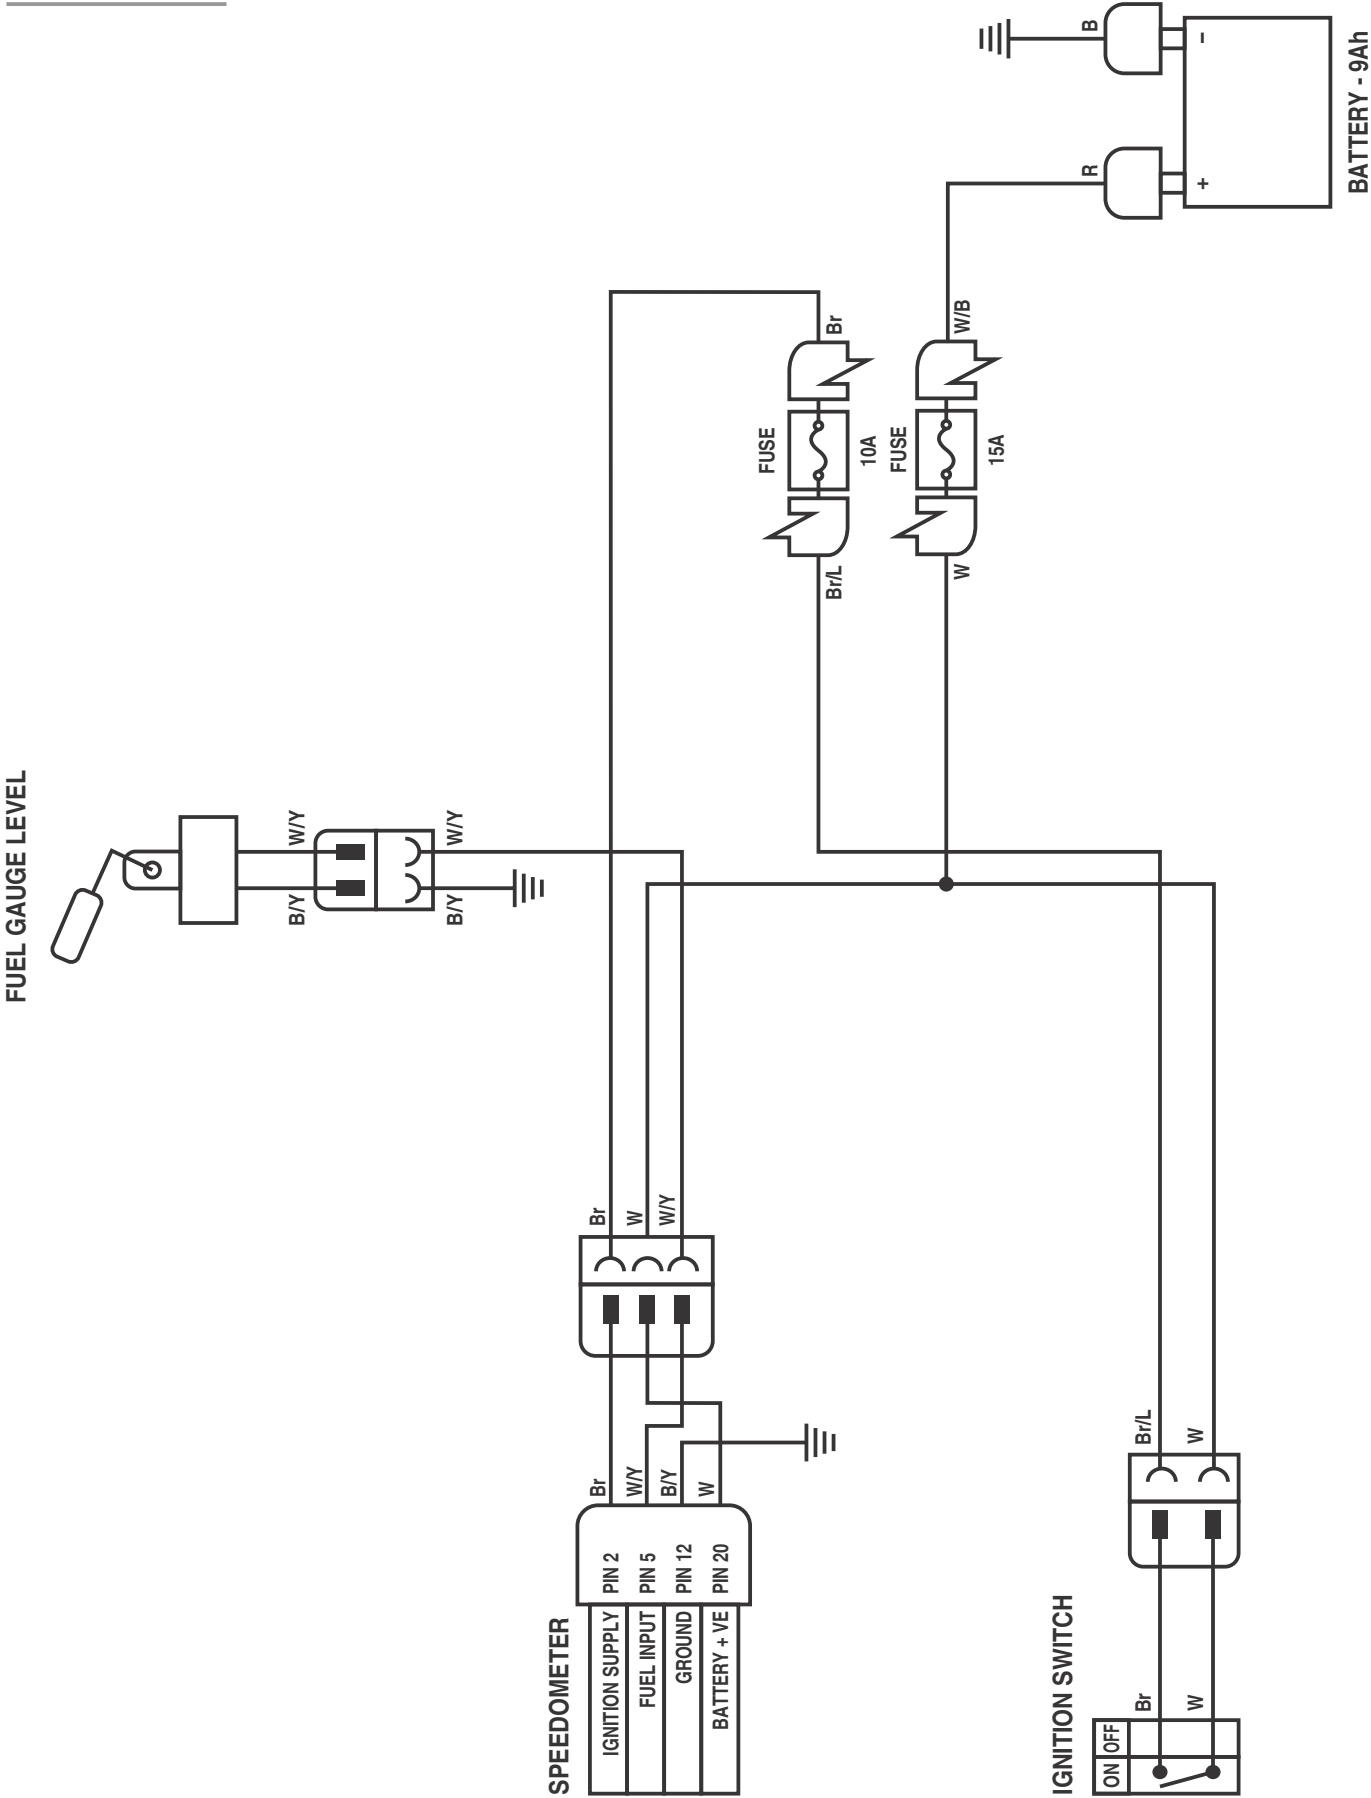 FUEL GAUGE LEVEL
B/Y
W/Y
B/Y
W/Y
SPEEDOMETER
IGNITION SUPPLY
PIN 2
Br
Br
FUEL INPUT
PIN 5
W/Y
W
GROUND
PIN 12
B/Y
W/Y
BATTERY + VE
PIN 20
W
FUSE
Br/L
Br
10A
FUSE
W
W/B
15A
IGNITION SWITCH
ON
OFF
Br
Br/L
W
W
R
B
+
-
BATTERY - 9Ah